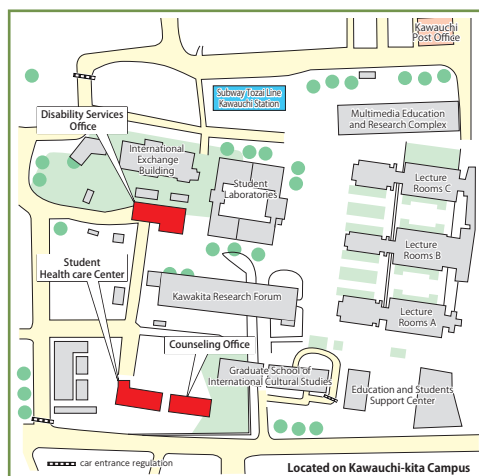 Kawauchi
Post Office
Subway Tozai Line
Kawauchi Station
Disability Services
Office
Multimedia Education
and Research Complex
International
Exchange
Building
Student
Laboratories
Lecture
Rooms C
Lecture
Rooms B
Student
Health care Center
Kawakita Research Forum
Lecture
Rooms A
Counseling Office
Graduate School of
International Cultural Studies
Education and Students
Support Center
car entrance regulation
Located on Kawauchi-kita Campus